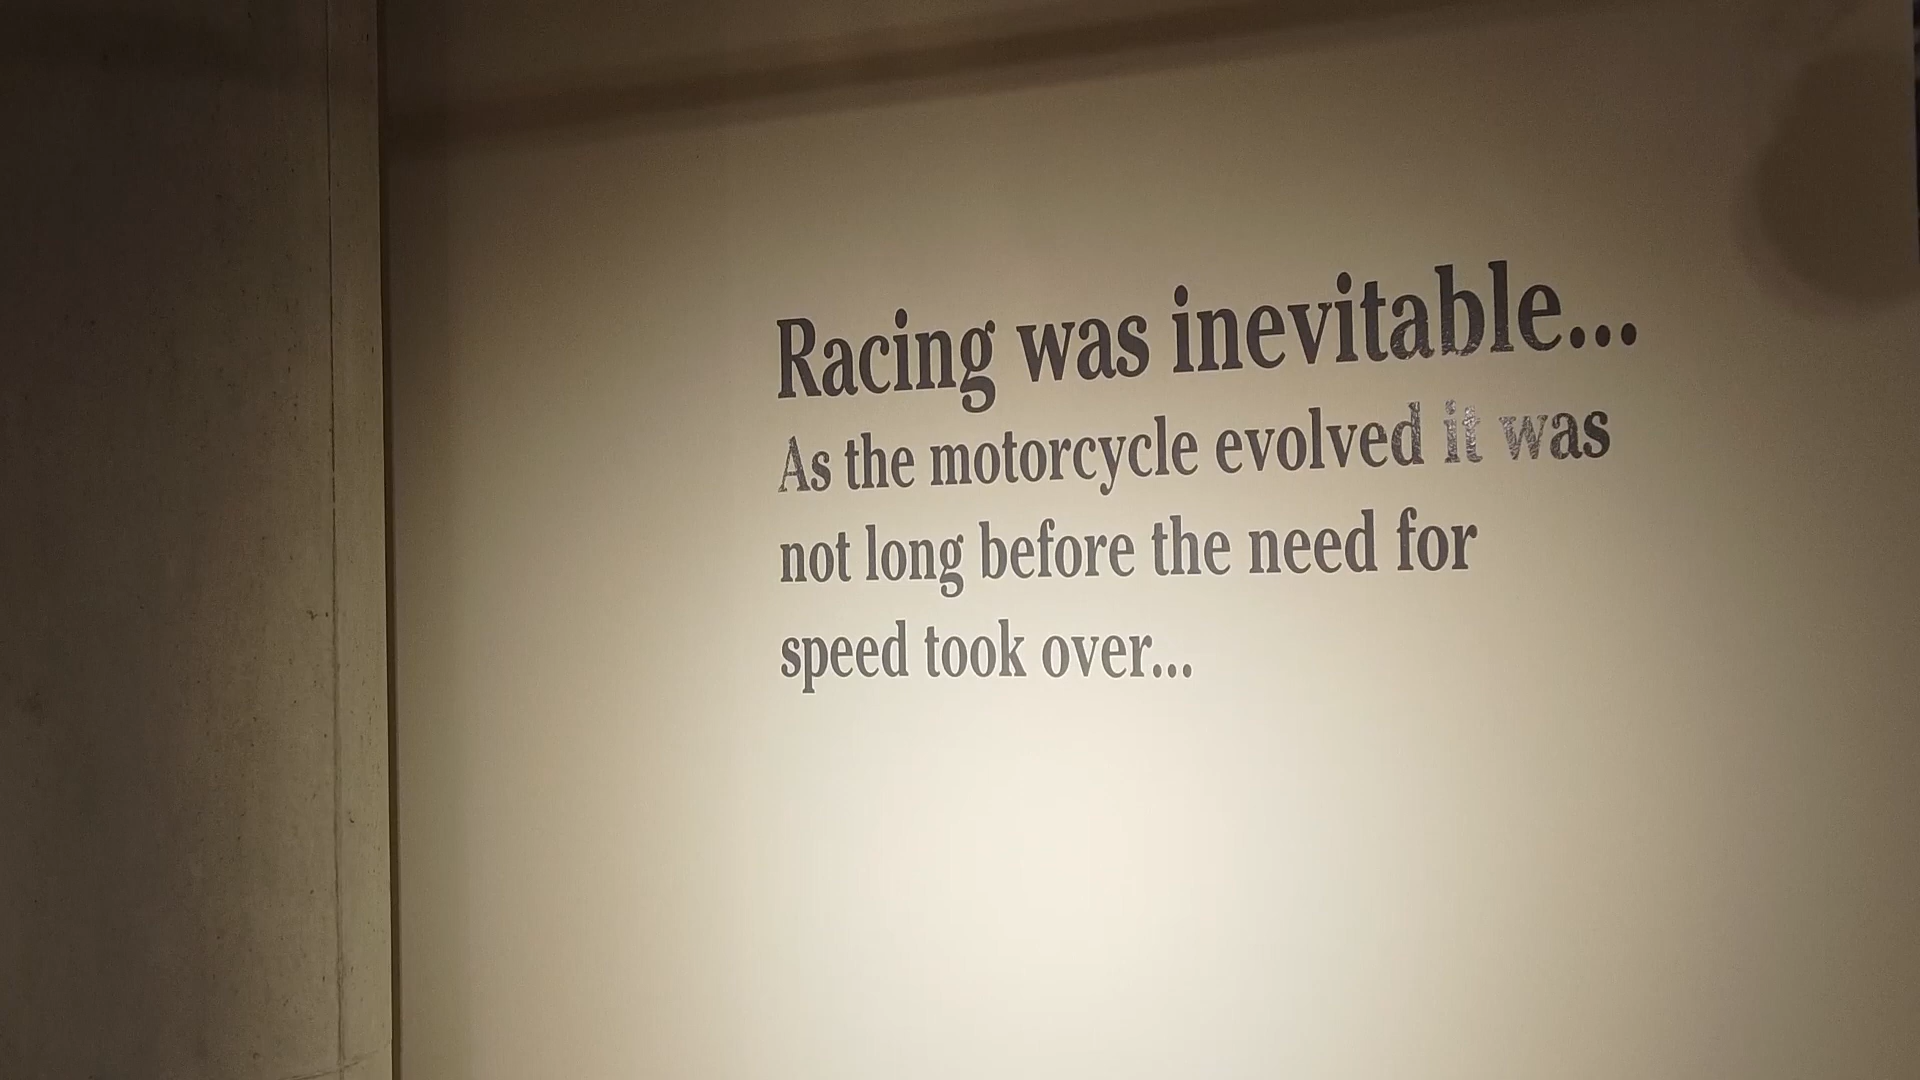 Racing was inevitable...
As the motorcycle evolved it was
not long before the need for
speed took over...